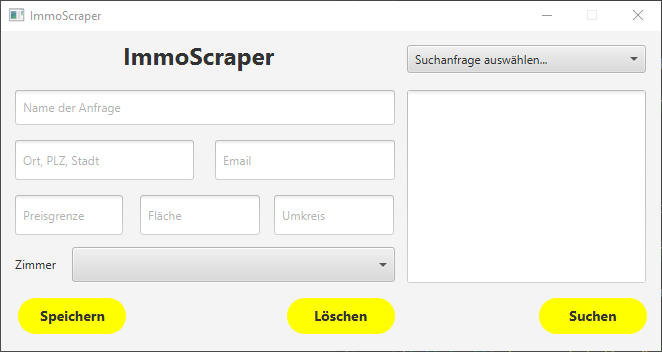 ImmoScraper
ImmoScraper
Suchanfrage auswählen...
Name der Anfrage
Ort, PLZ, Stadt
Email
Preisgrenze
Fläche
Umkreis
Zimmer
Speichern
Löschen
Suchen